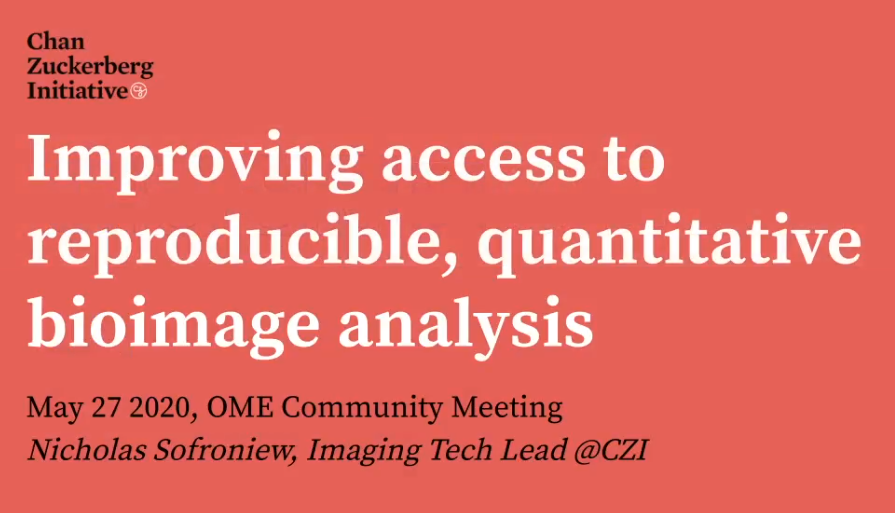 Chan
Zuckerberg
Initiative
Improving access to
reproducible, quantitative
bioimage analysis
May 27 2020, OME Community Meeting
Nicholas Sofroniew, Imaging Tech Lead @CZI